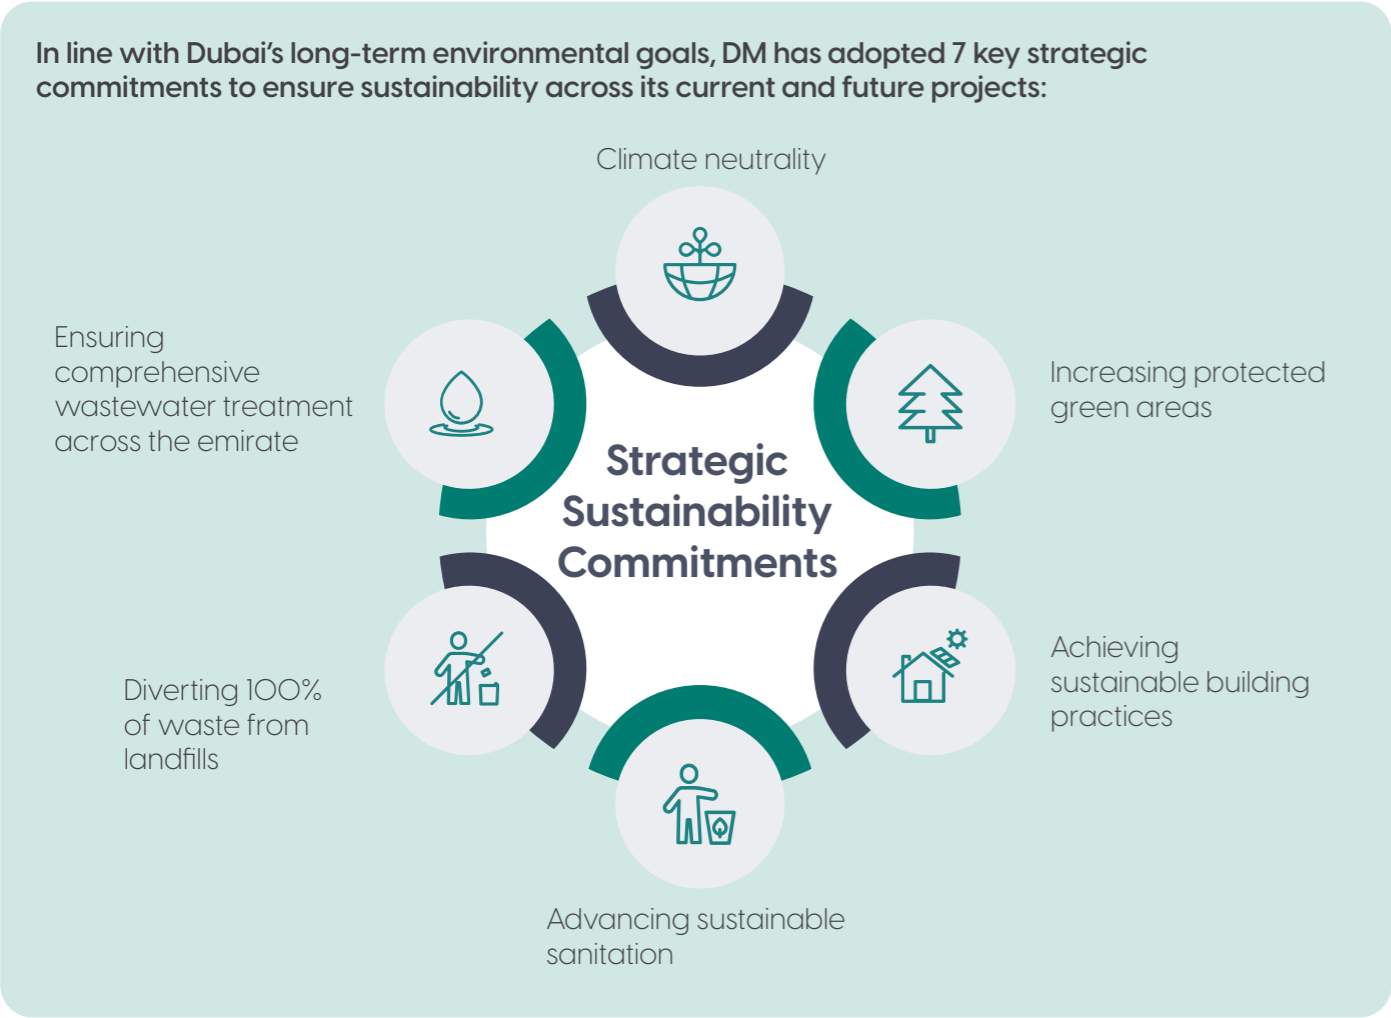 In line with Dubai’s long-term environmental goals, DM has adopted 7 key strategic
commitments to ensure sustainability across its current and future projects:
Climate neutrality
Increasing protected
green areas
Achieving
sustainable building
practices
Advancing sustainable
sanitation
Diverting 100%
of waste from
landfills
Ensuring
comprehensive
wastewater treatment
across the emirate
Strategic
Sustainability
Commitments